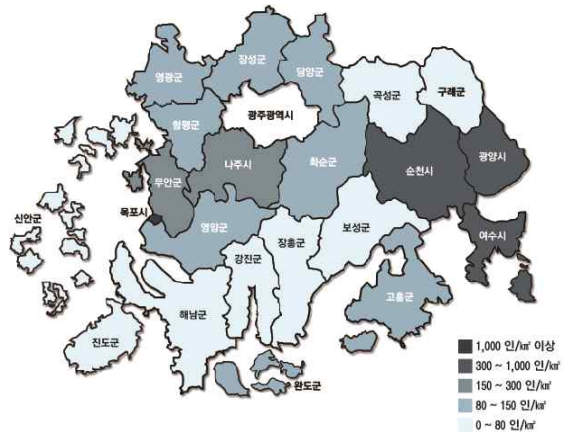 장성군
영광군
담양군
곡성군
구례군
함평군
광주광역시
나주시
화순군
순천시
광양시
무안군
신안군
목포시
영암군
장흥군
보성군
여수시
강진군
고흥군
해남군
진도군
완도군
1,000 인/㎢ 이상
300 ~ 1,000 인/㎢
150 ~ 300 인/㎢
80 ~ 150 인/㎢
0 ~ 80 인/㎢